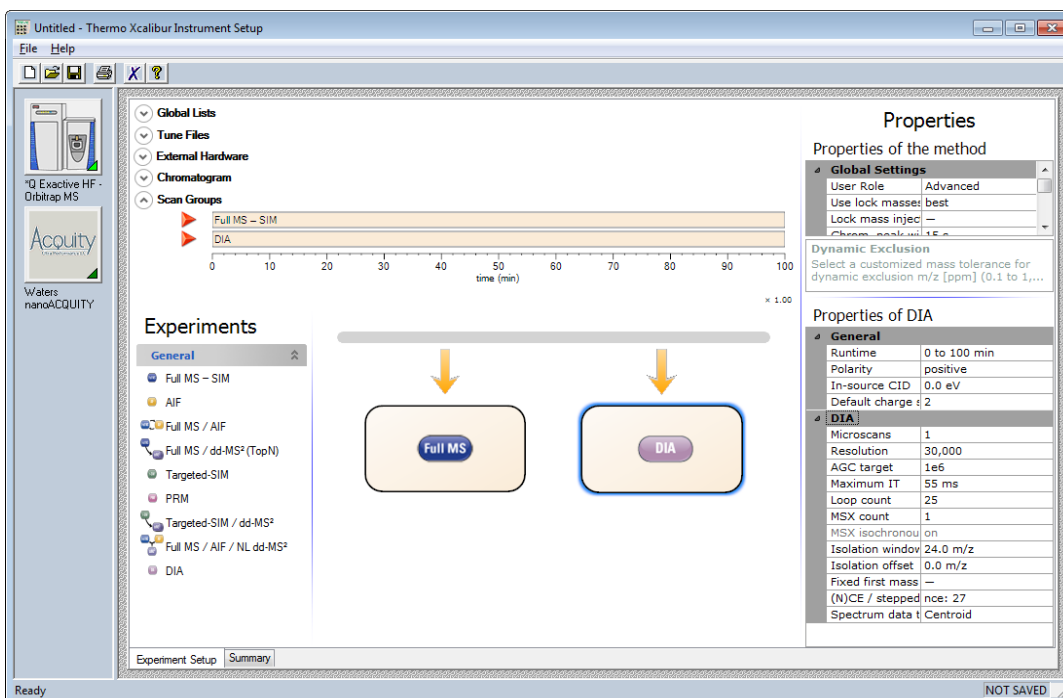 Untitled - Thermo Xcalibur Instrument Setup
File Help
*Q Exactive HF -
Orbitrap MS
Acquity
Waters
nanoACQUITY
Global Lists
Tune Files
External Hardware
Chromatogram
Scan Groups
Full MS – SIM
DIA
0 10 20 30 40 50 60 70 80 90 100
time (min)
× 1.00
Experiments
General
Full MS – SIM
AIF
Full MS / AIF
Full MS / dd-MS² (TopN)
Targeted-SIM
PRM
Targeted-SIM / dd-MS²
Full MS / AIF / NL dd-MS²
DIA
Full MS
DIA
Experiment Setup Summary
Properties
Properties of the method
Global Settings
User Role Advanced
Use lock masses best
Lock mass injec —
Chrom. peak wi 15 s
Dynamic Exclusion
Select a customized mass tolerance for
dynamic exclusion m/z [ppm] (0.1 to 1,...
Properties of DIA
General
Runtime 0 to 100 min
Polarity positive
In-source CID 0.0 eV
Default charge s 2
DIA
Microscans 1
Resolution 30,000
AGC target 1e6
Maximum IT 55 ms
Loop count 25
MSX count 1
MSX isochronou on
Isolation window 24.0 m/z
Isolation offset 0.0 m/z
Fixed first mass —
(N)CE / stepped nce: 27
Spectrum data t Centroid
Ready NOT SAVED